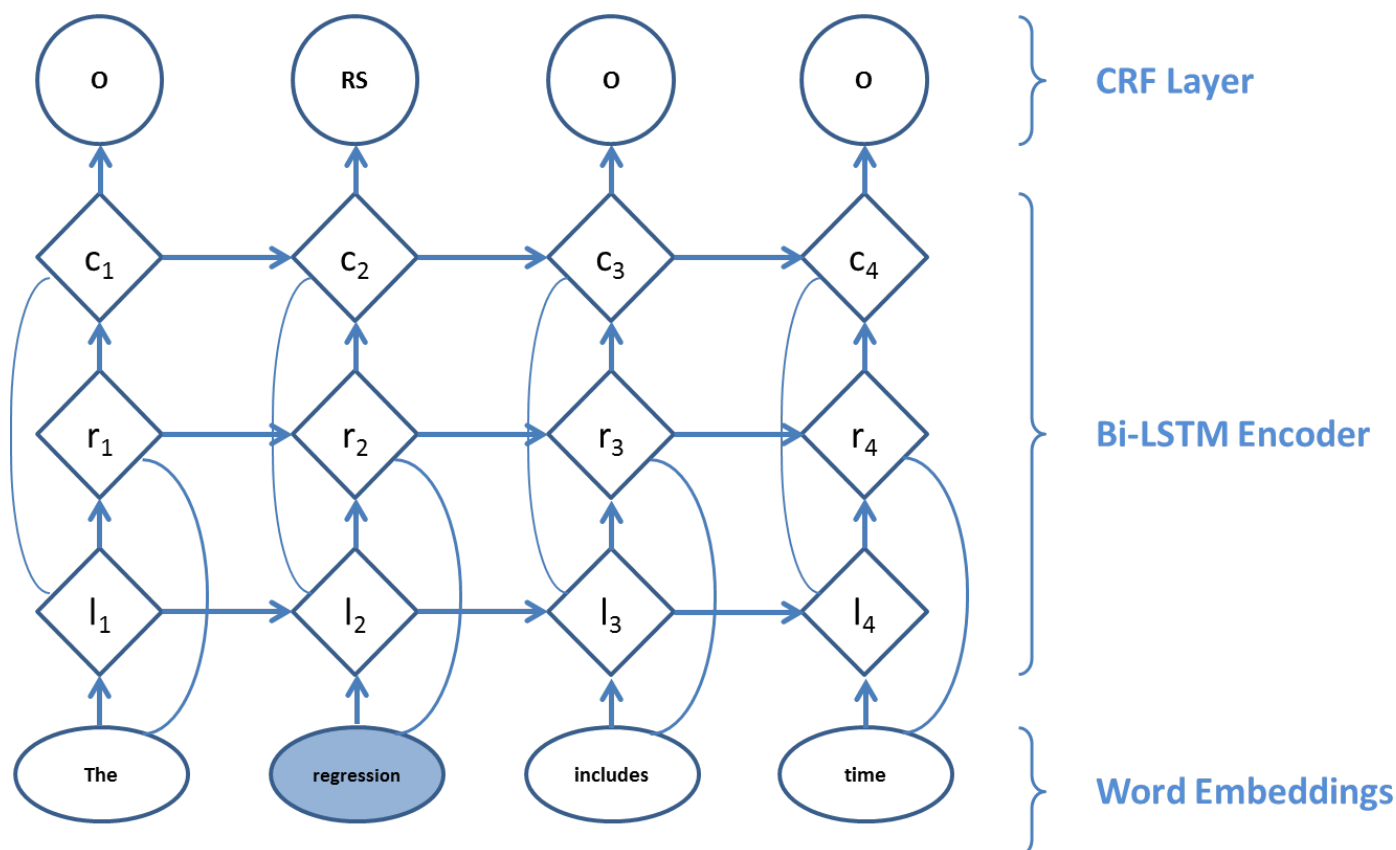 O RS O O CRF Layer
c₁ c₂ c₃ c₄
r₁ r₂ r₃ r₄ Bi-LSTM Encoder
l₁ l₂ l₃ l₄
The regression includes time Word Embeddings